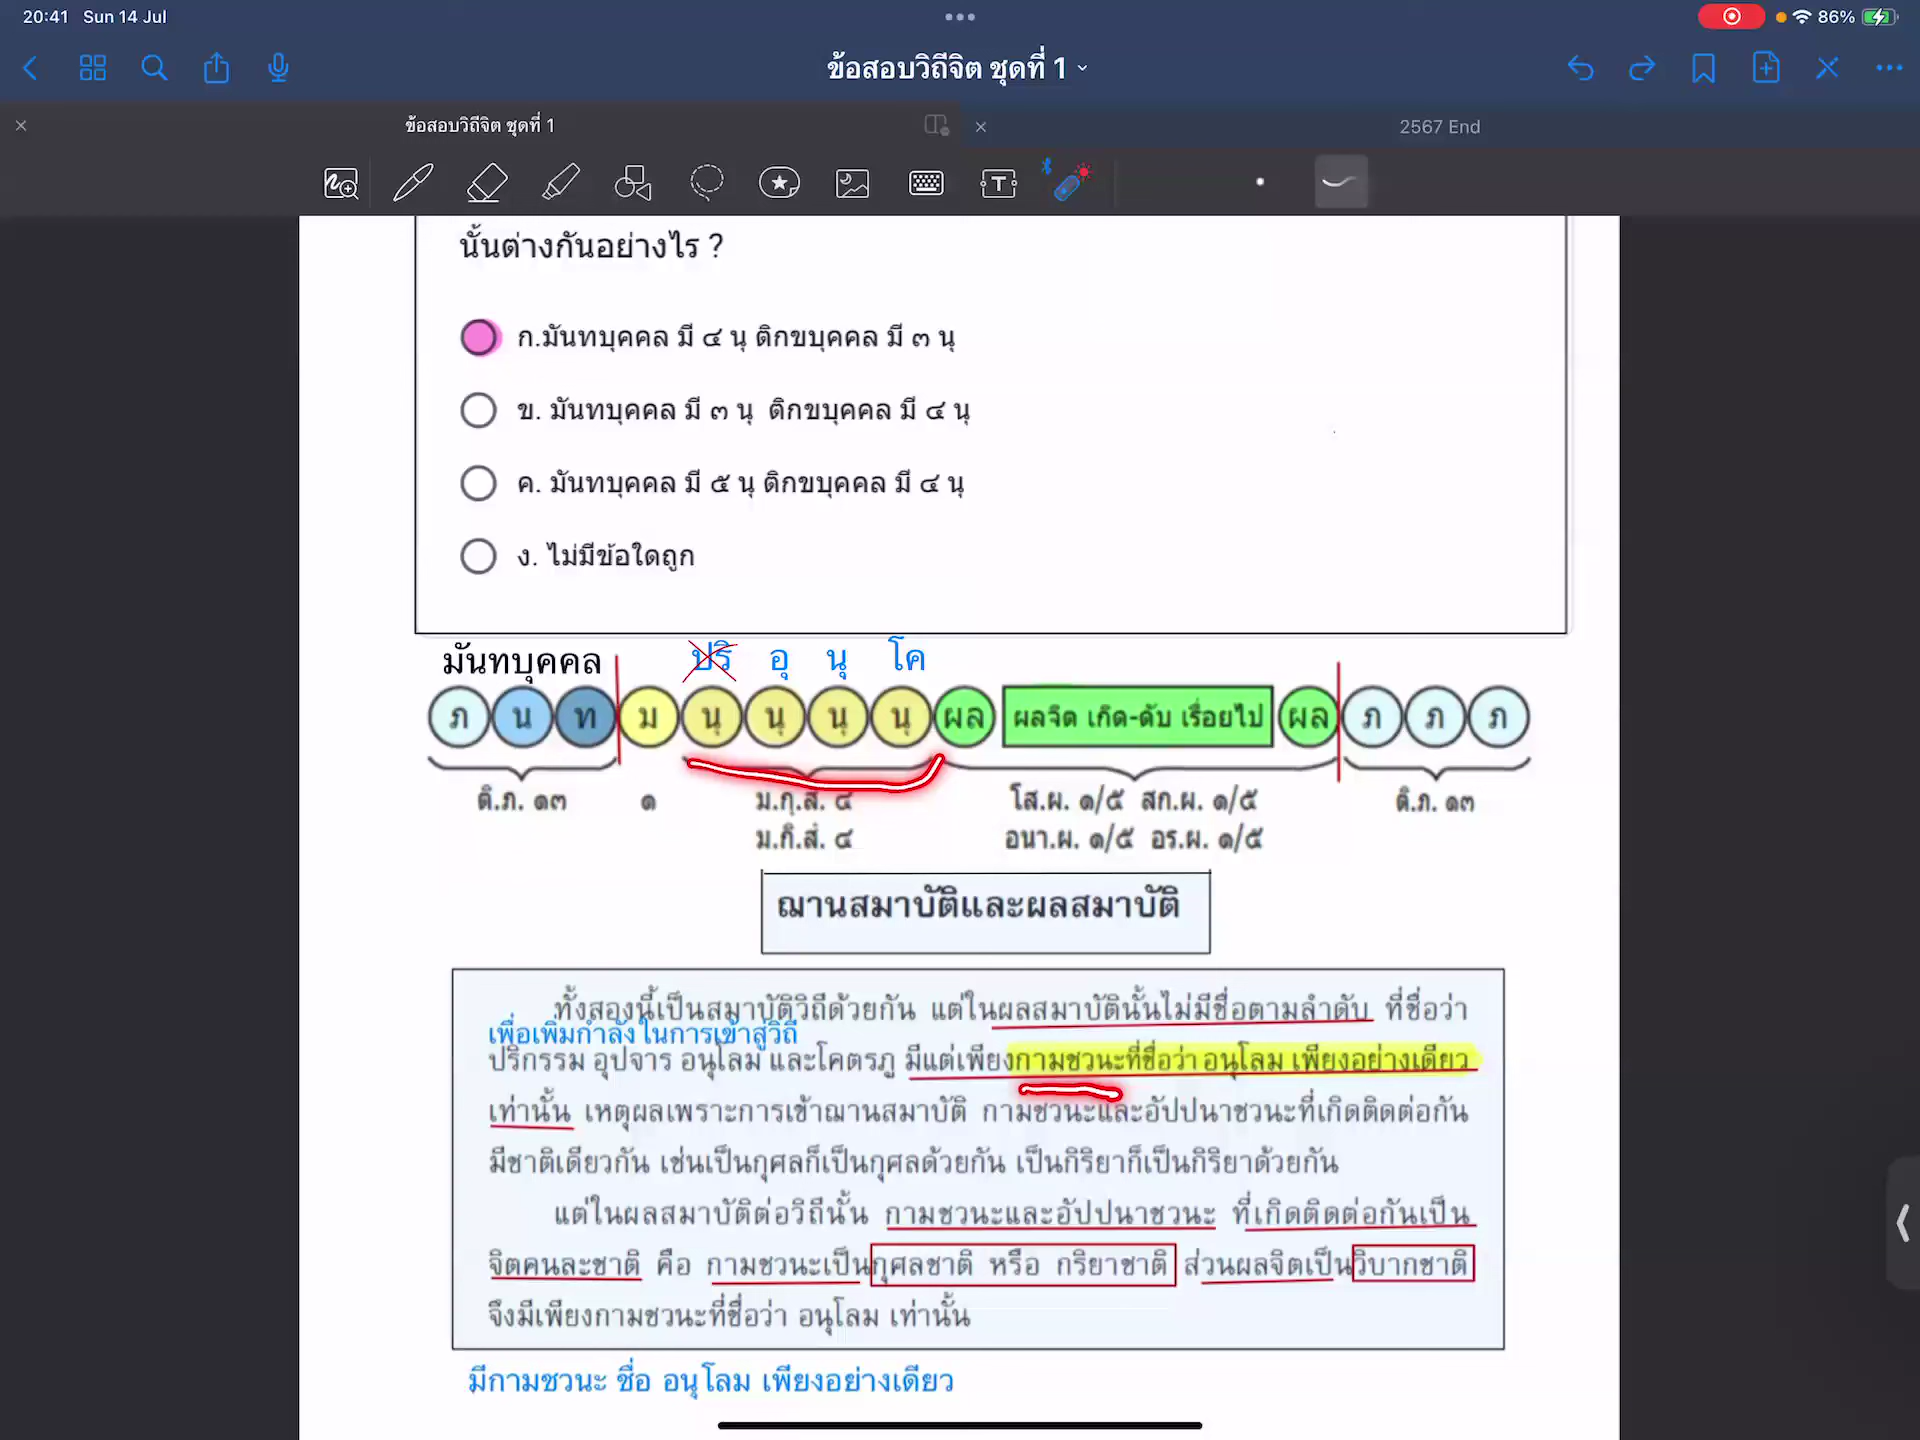 20:41 Sun 14 Jul
86%
ข้อสอบวิถีจิต ชุดที่ 1
ข้อสอบวิถีจิต ชุดที่ 1
2567 End
นั้นต่างกันอย่างไร ?
ก.มันทบุคคล มี ๔ นุ ติกขบุคคล มี ๓ นุ
ข. มันทบุคคล มี ๓ นุ ติกขบุคคล มี ๔ นุ
ค. มันทบุคคล มี ๕ นุ ติกขบุคคล มี ๔ นุ
ง. ไม่มีข้อใดถูก
มันทบุคคล ปริ อุ นุ โค
ภ น ท ม นุ นุ นุ นุ ผล ผลจิต เกิด-ดับ เรื่อยไป ผล ภ ภ ภ
ติ.ภ. ๑๓ ๑ ม.กุ.สํ. ๔ โส.ผ. ๑/๕ สก.ผ. ๑/๕ ติ.ภ. ๑๓
ม.กิ.สํ. ๔ อนา.ผ. ๑/๕ อร.ผ. ๑/๕
ฌานสมาบัติและผลสมาบัติ
ทั้งสองนี้เป็นสมาบัติวิถีด้วยกัน แต่ในผลสมาบัตินั้นไม่มีชื่อตามลำดับ ที่ชื่อว่า
เพื่อเพิ่มกำลังในการเข้าสู่วิถี
ปริกรรม อุปจาร อนุโลม และโคตรภู มีแต่เพียงกามชวนะที่ชื่อว่า อนุโลม เพียงอย่างเดียว
เท่านั้น เหตุผลเพราะการเข้าฌานสมาบัติ กามชวนะและอัปปนาชวนะที่เกิดติดต่อกัน
มีชาติเดียวกัน เช่นเป็นกุศลก็เป็นกุศลด้วยกัน เป็นกิริยาก็เป็นกิริยาด้วยกัน
แต่ในผลสมาบัติต่อวิถีนั้น กามชวนะและอัปปนาชวนะ ที่เกิดติดต่อกันเป็น
จิตคนละชาติ คือ กามชวนะเป็นกุศลชาติ หรือ กริยาชาติ ส่วนผลจิตเป็นวิบากชาติ
จึงมีเพียงกามชวนะที่ชื่อว่า อนุโลม เท่านั้น
มีกามชวนะ ชื่อ อนุโลม เพียงอย่างเดียว